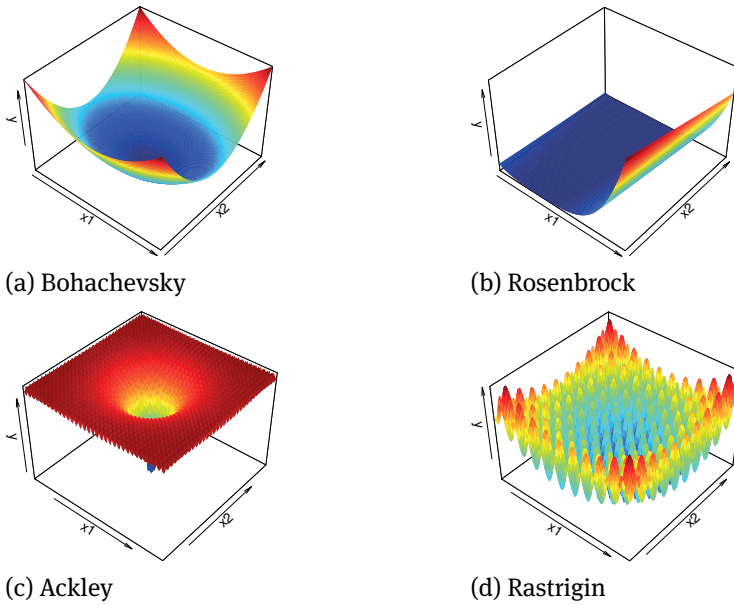 y
x1
x2
y
x1
x2
(a) Bohachevsky
(b) Rosenbrock
y
x1
x2
y
x1
x2
(c) Ackley
(d) Rastrigin